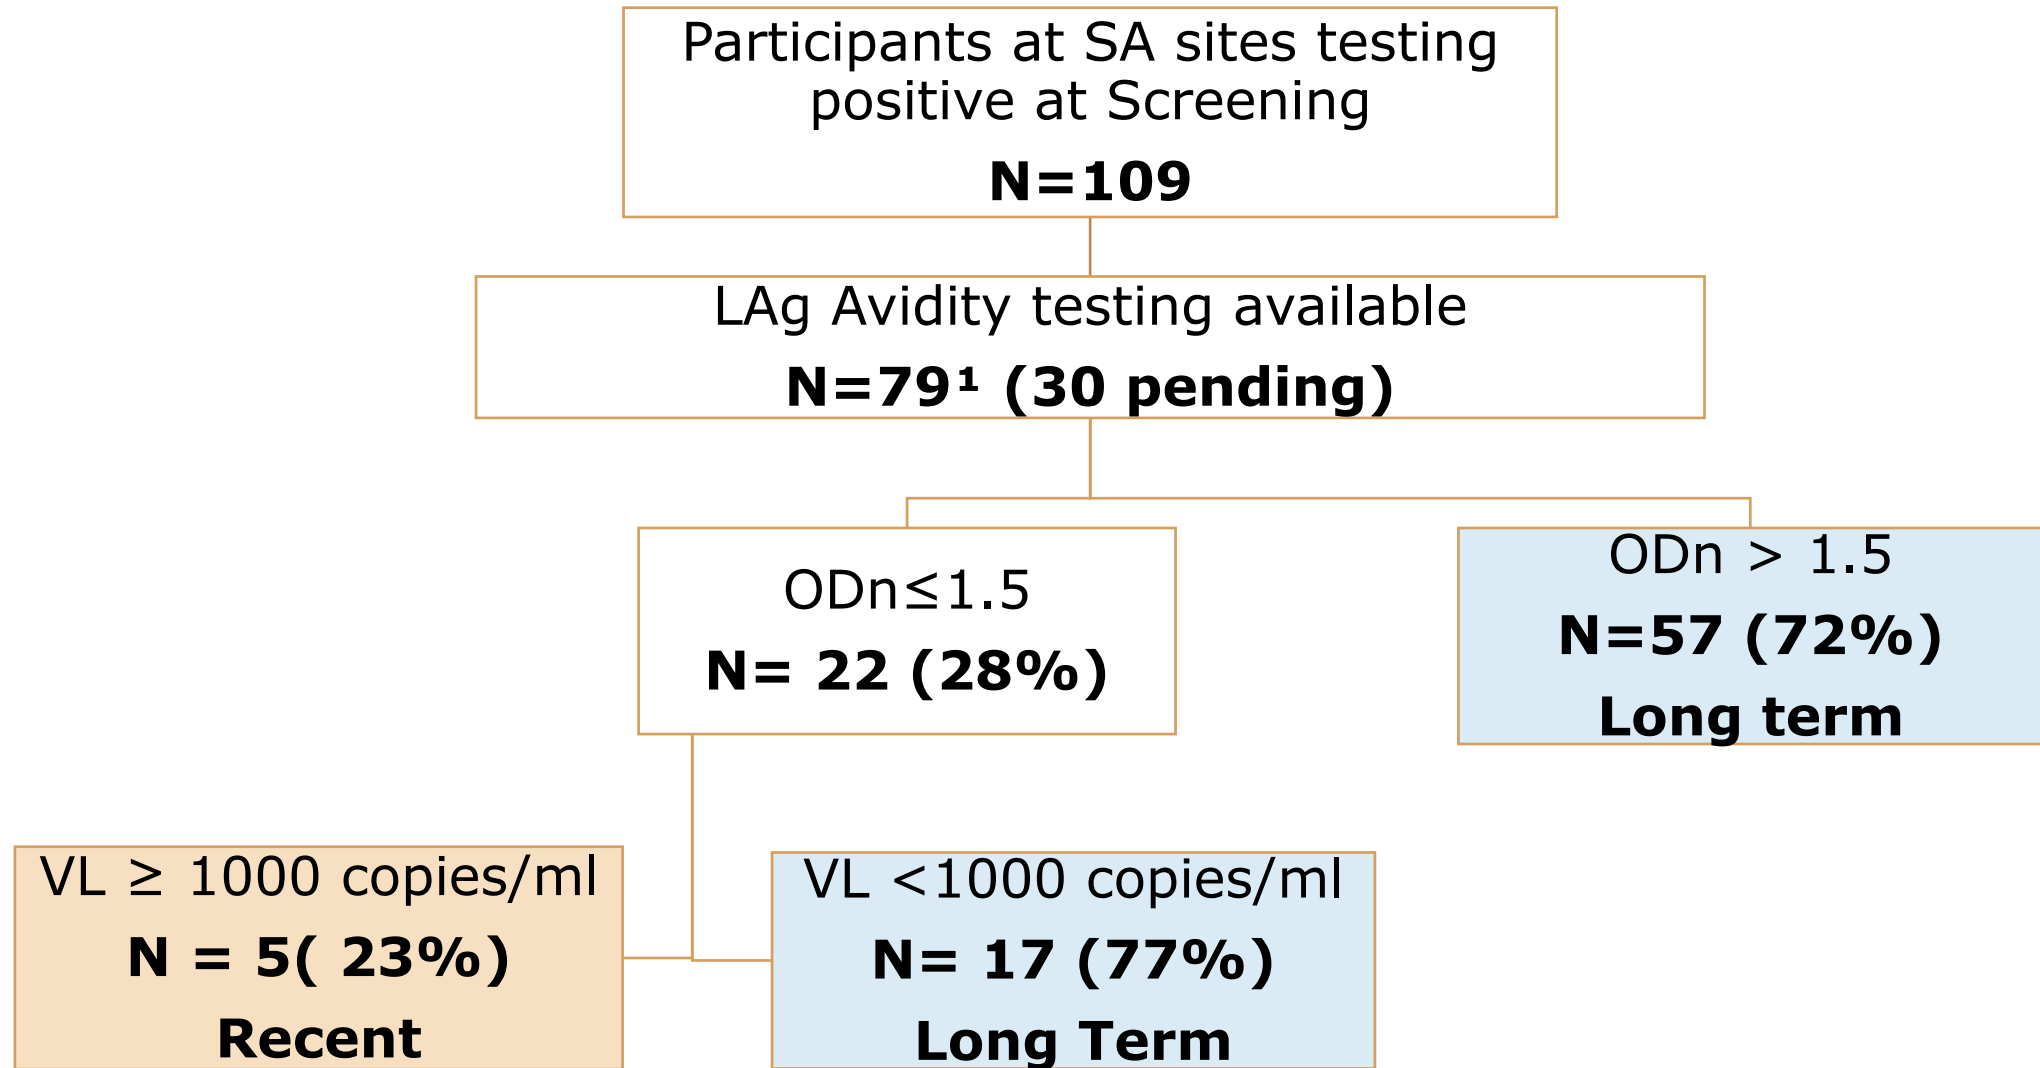 Participants at SA sites testing
positive at Screening
N=109
LAg Avidity testing available
N=79¹ (30 pending)
ODn≤1.5
N= 22 (28%)
ODn > 1.5
N=57 (72%)
Long term
VL ≥ 1000 copies/ml
N = 5( 23%)
Recent
VL <1000 copies/ml
N= 17 (77%)
Long Term